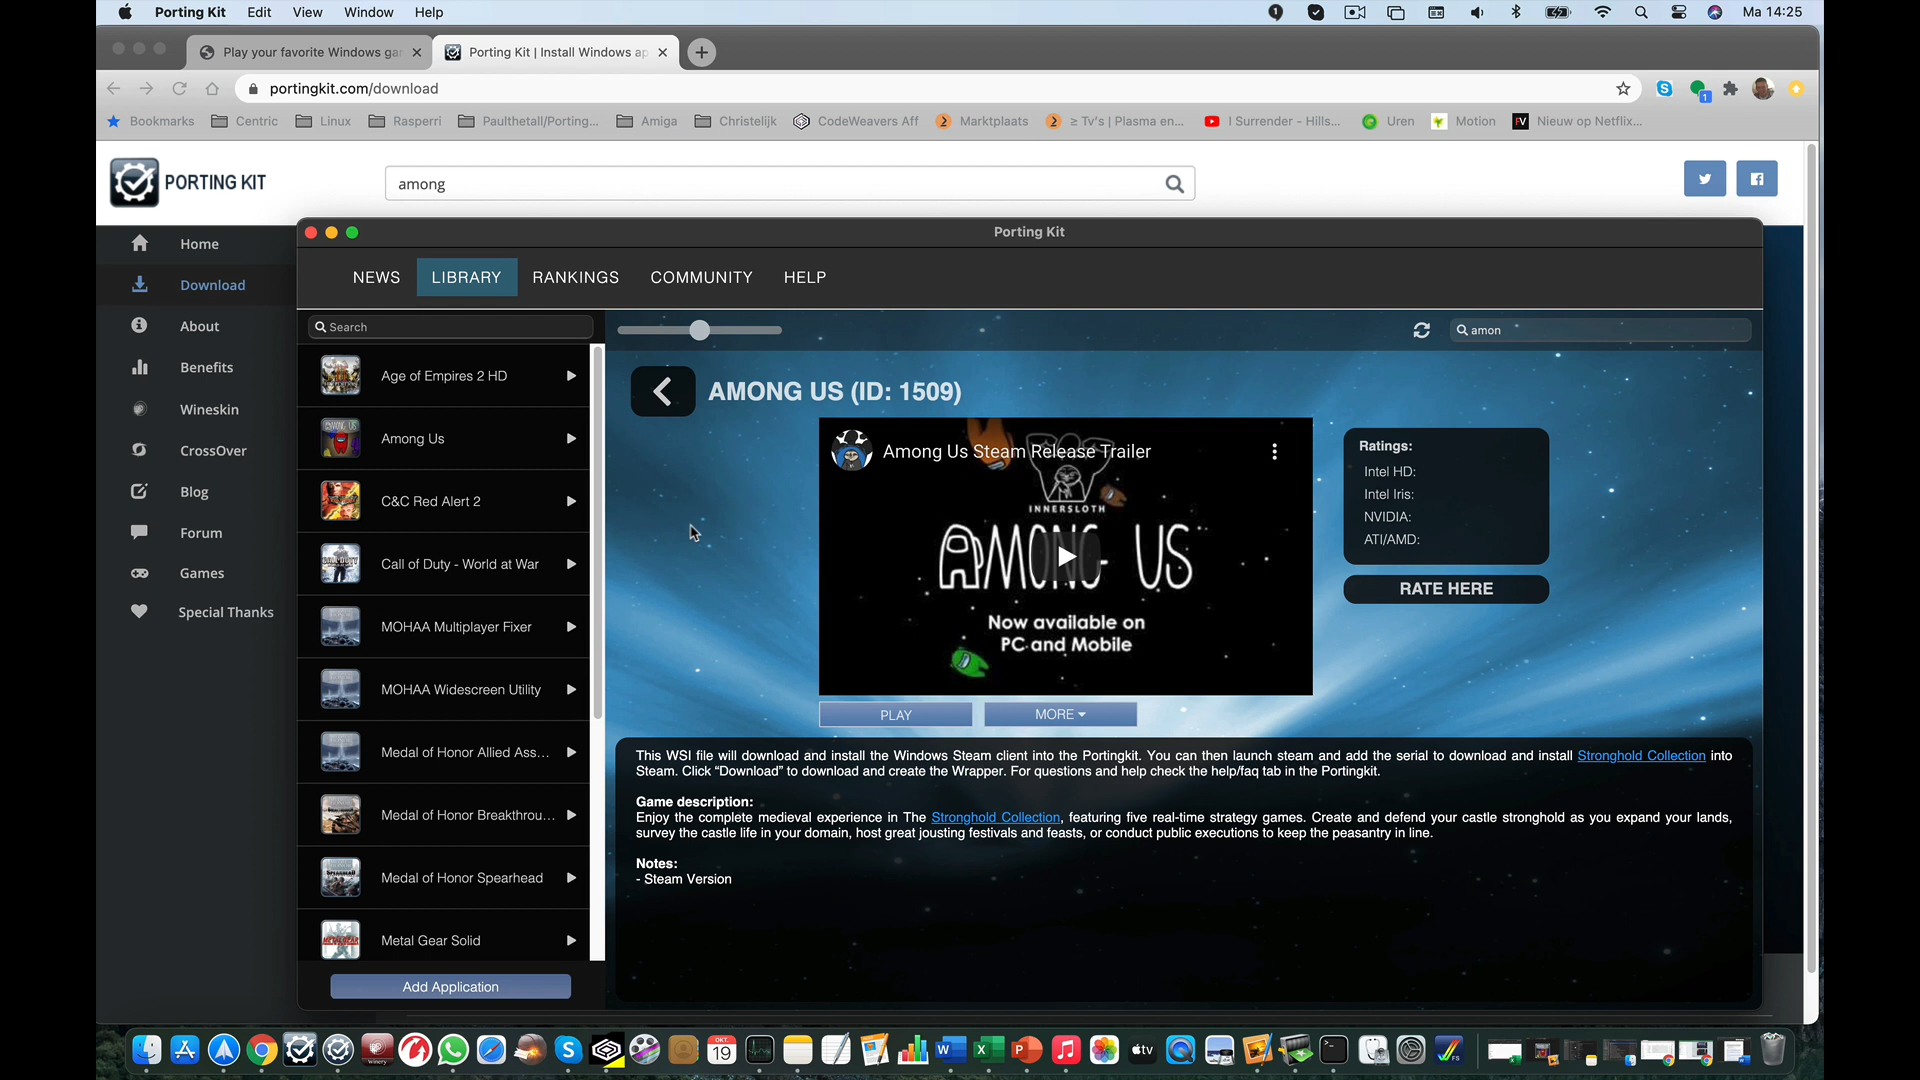 Porting Kit Edit View Window Help Ma 14:25
Play your favorite Windows ga Porting Kit | Install Windows ap
portingkit.com/download
Bookmarks Centric Linux Rasperri Paulthetall/Porting... Amiga Christelijk CodeWeavers Aff Marktplaats ≥ Tv's | Plasma en... I Surrender - Hills... Uren Motion Nieuw op Netflix...
PORTING KIT
among
Porting Kit
Home
Download
About
Benefits
Wineskin
CrossOver
Blog
Forum
Games
Special Thanks
NEWS LIBRARY RANKINGS COMMUNITY HELP
Search
amon
Age of Empires 2 HD
Among Us
C&C Red Alert 2
Call of Duty - World at War
MOHAA Multiplayer Fixer
MOHAA Widescreen Utility
Medal of Honor Allied Ass...
Medal of Honor Breakthrou...
Medal of Honor Spearhead
Metal Gear Solid
Add Application
AMONG US (ID: 1509)
Among Us Steam Release Trailer
INNERSLOTH
AMONG US
Now available on
PC and Mobile
Ratings:
Intel HD:
Intel Iris:
NVIDIA:
ATI/AMD:
RATE HERE
PLAY MORE
This WSI file will download and install the Windows Steam client into the Portingkit. You can then launch steam and add the serial to download and install Stronghold Collection into
Steam. Click “Download” to download and create the Wrapper. For questions and help check the help/faq tab in the Portingkit.
Game description:
Enjoy the complete medieval experience in The Stronghold Collection, featuring five real-time strategy games. Create and defend your castle stronghold as you expand your lands,
survey the castle life in your domain, host great jousting festivals and feasts, or conduct public executions to keep the peasantry in line.
Notes:
- Steam Version
OKT.
19
tv